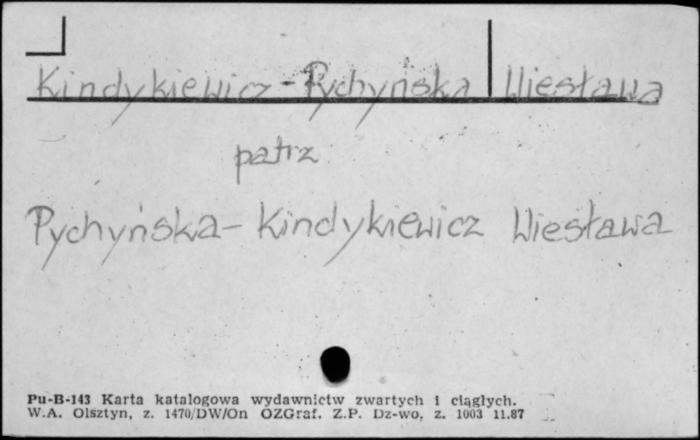 Kindykiewicz - Pychyńska Wiesława
patrz
Pychyńska - Kindykiewicz Wiesława
Pu-B-143 Karta katalogowa wydawnictw zwartych i ciągłych.
W.A. Olsztyn, z. 1470/DW/On OZGraf. Z.P. Dz-wo, z. 1003 11.87